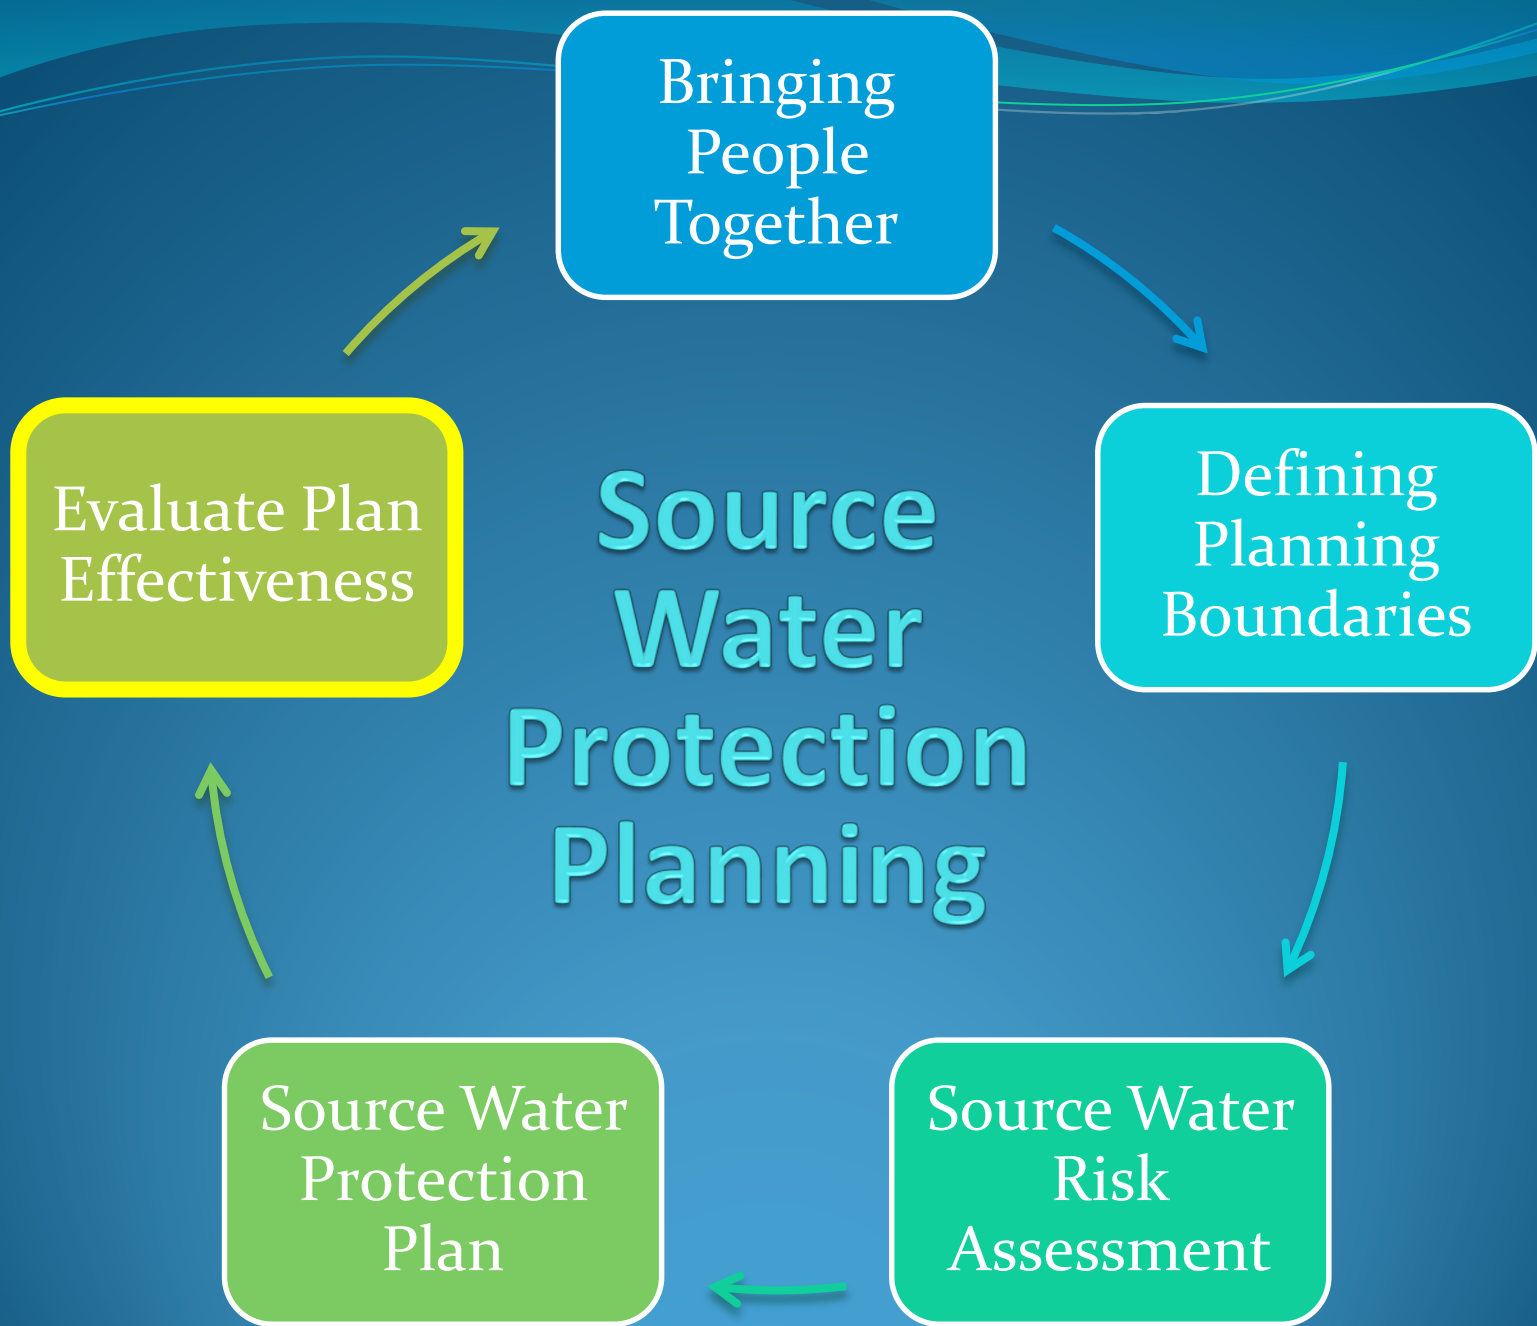 Bringing
People
Together
Defining
Planning
Boundaries
Source Water
Risk
Assessment
Source Water
Protection
Plan
Evaluate Plan
Effectiveness
Source
Water
Protection
Planning